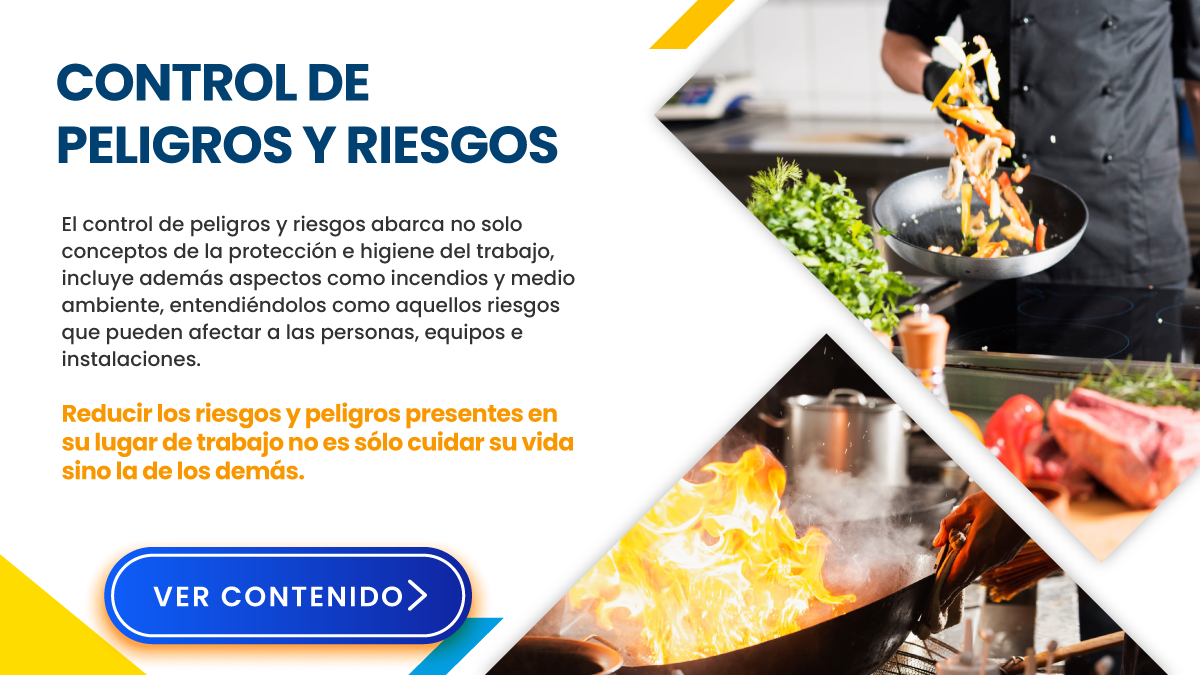 CONTROL DE
PELIGROS Y RIESGOS
El control de peligros y riesgos abarca no solo
conceptos de la protección e higiene del trabajo,
incluye además aspectos como incendios y medio
ambiente, entendiéndolos como aquellos riesgos
que pueden afectar a las personas, equipos e
instalaciones.
Reducir los riesgos y peligros presentes en
su lugar de trabajo no es sólo cuidar su vida
sino la de los demás.
VER CONTENIDO